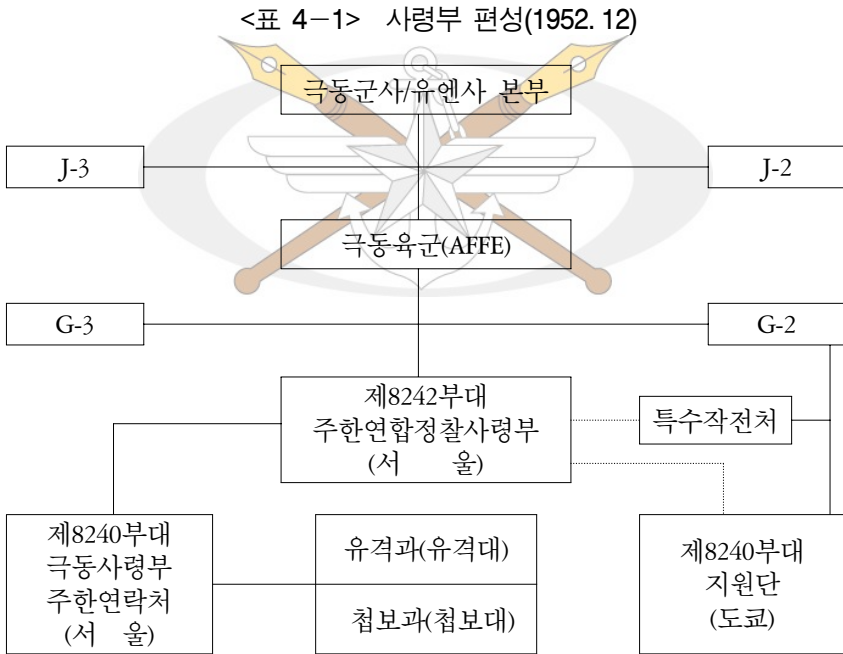 <표 4-1> 사령부 편성(1952. 12)
극동군사/유엔사 본부
J-3
J-2
극동육군(AFFE)
G-3
G-2
제8242부대
주한연합정찰사령부
(서 울)
특수작전처
제8240부대
극동사령부
주한연락처
(서 울)
유격과(유격대)
첩보과(첩보대)
제8240부대
지원단
(도쿄)